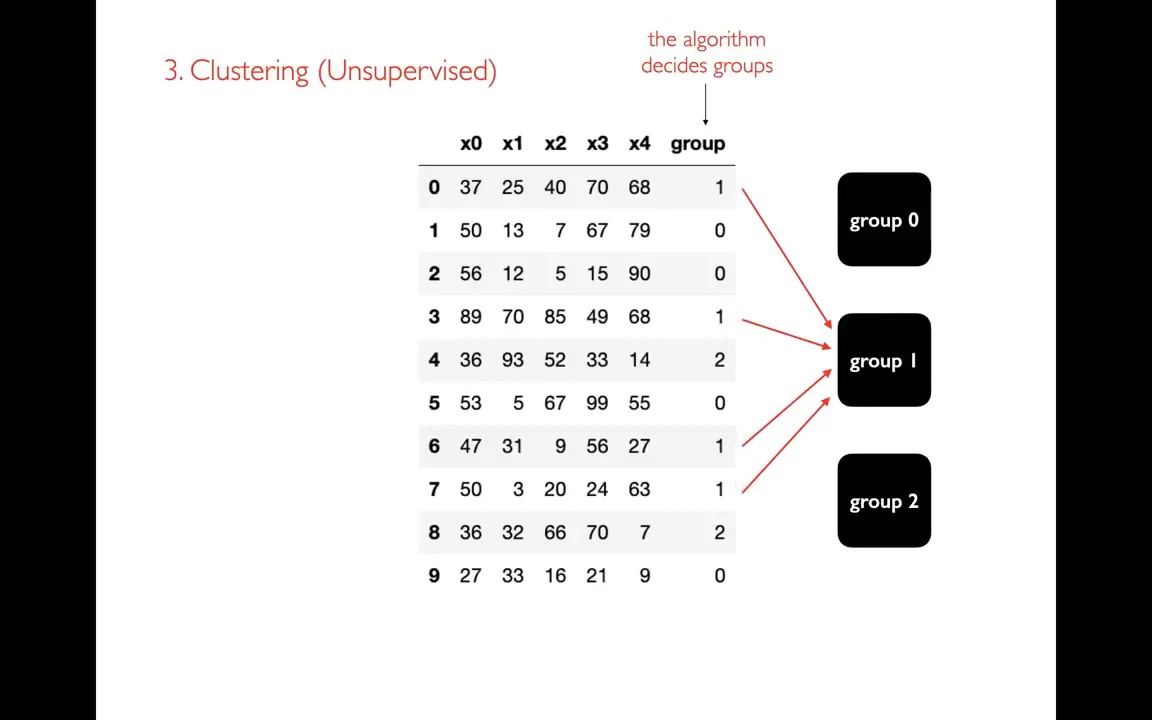 3. Clustering (Unsupervised)
the algorithm
decides groups
x0 x1 x2 x3 x4 group
0 37 25 40 70 68 1
1 50 13 7 67 79 0
2 56 12 5 15 90 0
3 89 70 85 49 68 1
4 36 93 52 33 14 2
5 53 5 67 99 55 0
6 47 31 9 56 27 1
7 50 3 20 24 63 1
8 36 32 66 70 7 2
9 27 33 16 21 9 0
group 0
group 1
group 2